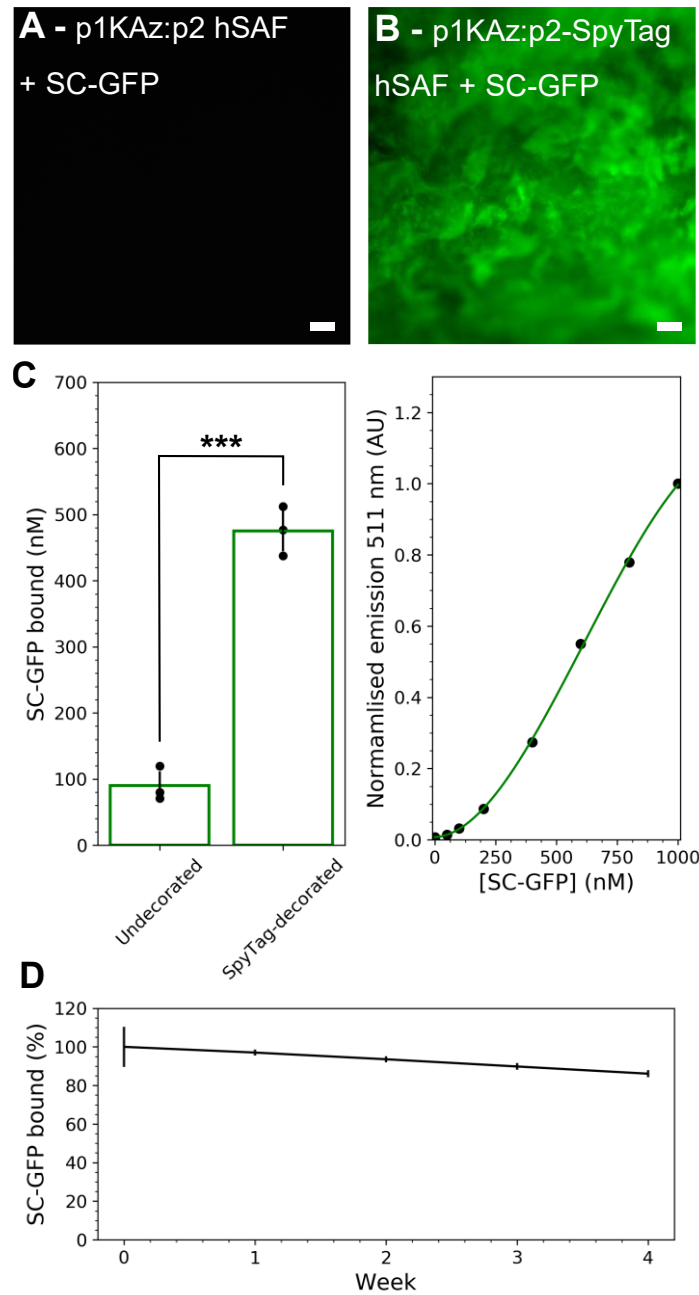 A - p1KAz:p2 hSAF
+ SC-GFP
B - p1KAz:p2-SpyTag
hSAF + SC-GFP
C
700
600
500
400
300
200
100
0
SC-GFP bound (nM)
***
Undecorated
SpyTag-decorated
1.2
1.0
0.8
0.6
0.4
0.2
0.0
Normamlised emission 511 nm (AU)
0
250
500
750
1000
[SC-GFP] (nM)
D
120
100
80
60
40
20
0
SC-GFP bound (%)
0
1
2
3
4
Week